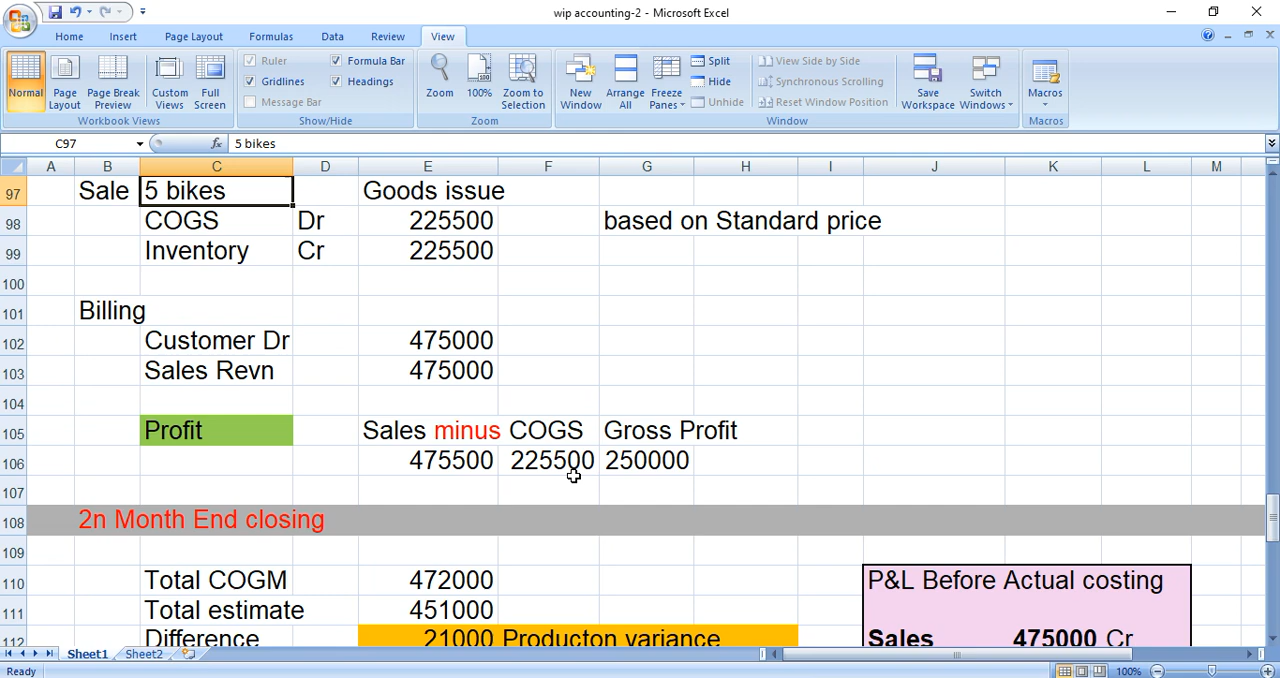 wip accounting-2 - Microsoft Excel
Home Insert Page Layout Formulas Data Review View
Normal Page Layout Page Break Preview Custom Views Full Screen
Workbook Views
Ruler Formula Bar
Gridlines Headings
Message Bar
Show/Hide
Zoom 100% Zoom to Selection
Zoom
New Window Arrange All Freeze Panes
Split
Hide
Unhide
View Side by Side
Synchronous Scrolling
Reset Window Position
Save Workspace Switch Windows
Window
Macros
Macros
C97 fx 5 bikes
A B C D E F G H I J K L M
97 Sale 5 bikes Goods issue
98 COGS Dr 225500 based on Standard price
99 Inventory Cr 225500
100
101 Billing
102 Customer Dr 475000
103 Sales Revn 475000
104
105 Profit Sales minus COGS Gross Profit
106 475500 225500 250000
107
108 2n Month End closing
109
110 Total COGM 472000 P&L Before Actual costing
111 Total estimate 451000
112 Difference 21000 Producton variance Sales 475000 Cr
Sheet1 Sheet2
Ready 100%